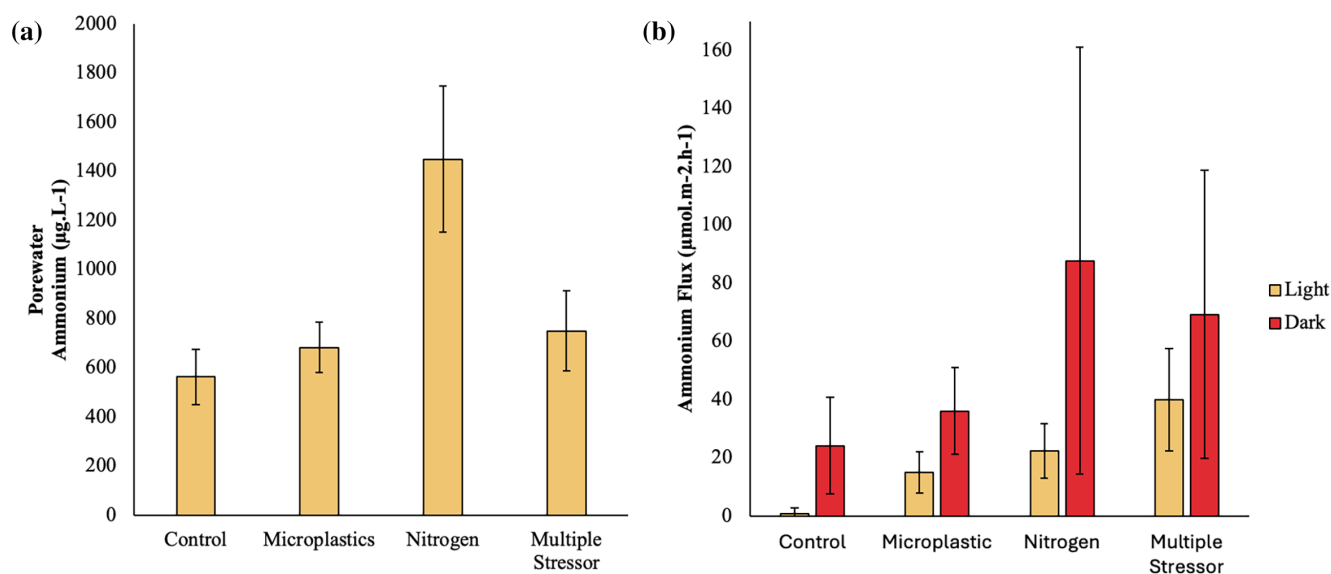 (a)
Porewater
Ammonium (µg.L-1)
2000
1800
1600
1400
1200
1000
800
600
400
200
0
Control
Microplastics
Nitrogen
Multiple
Stressor
(b)
Ammonium Flux (µmol.m-2.h-1)
160
140
120
100
80
60
40
20
0
Control
Microplastic
Nitrogen
Multiple
Stressor
Light
Dark